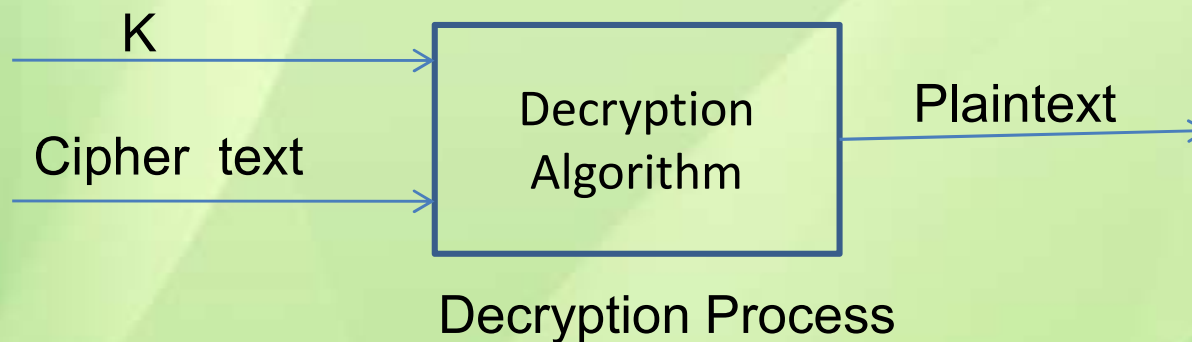 K
Cipher text
Decryption
Algorithm
Plaintext
Decryption Process